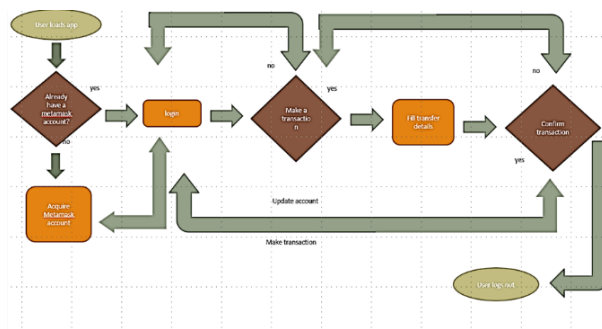 User loads app
no
no
yes
Already
have a
metamask
account?
yes
login
Make a
transactio
n
Fill transfer
details
Confirm
transaction
yes
no
Acquire
Metamask
account
Update account
Make transaction
User logs out